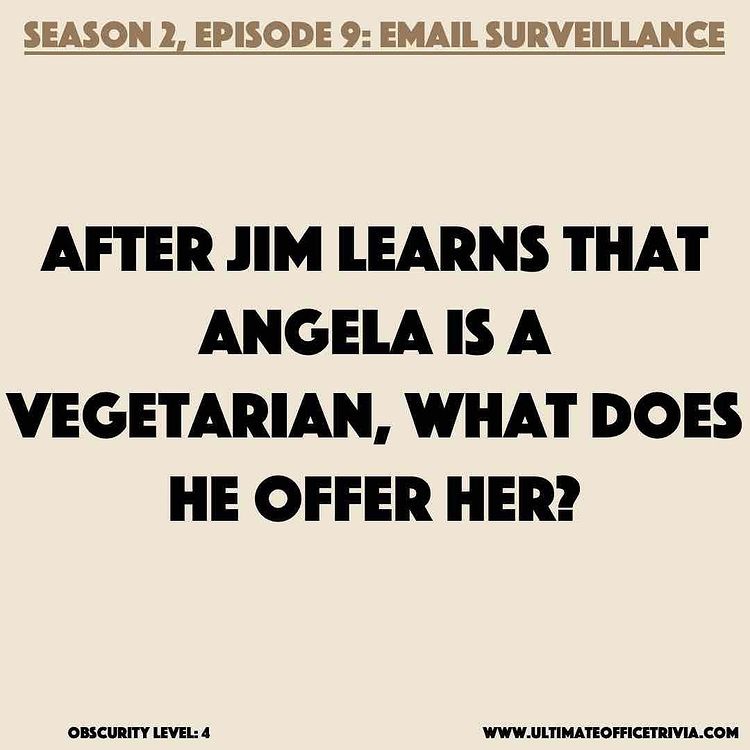 SEASON 2, EPISODE 9: EMAIL SURVEILLANCE
AFTER JIM LEARNS THAT
ANGELA IS A
VEGETARIAN, WHAT DOES
HE OFFER HER?
OBSCURITY LEVEL: 4
WWW.ULTIMATEOFFICETRIVIA.COM